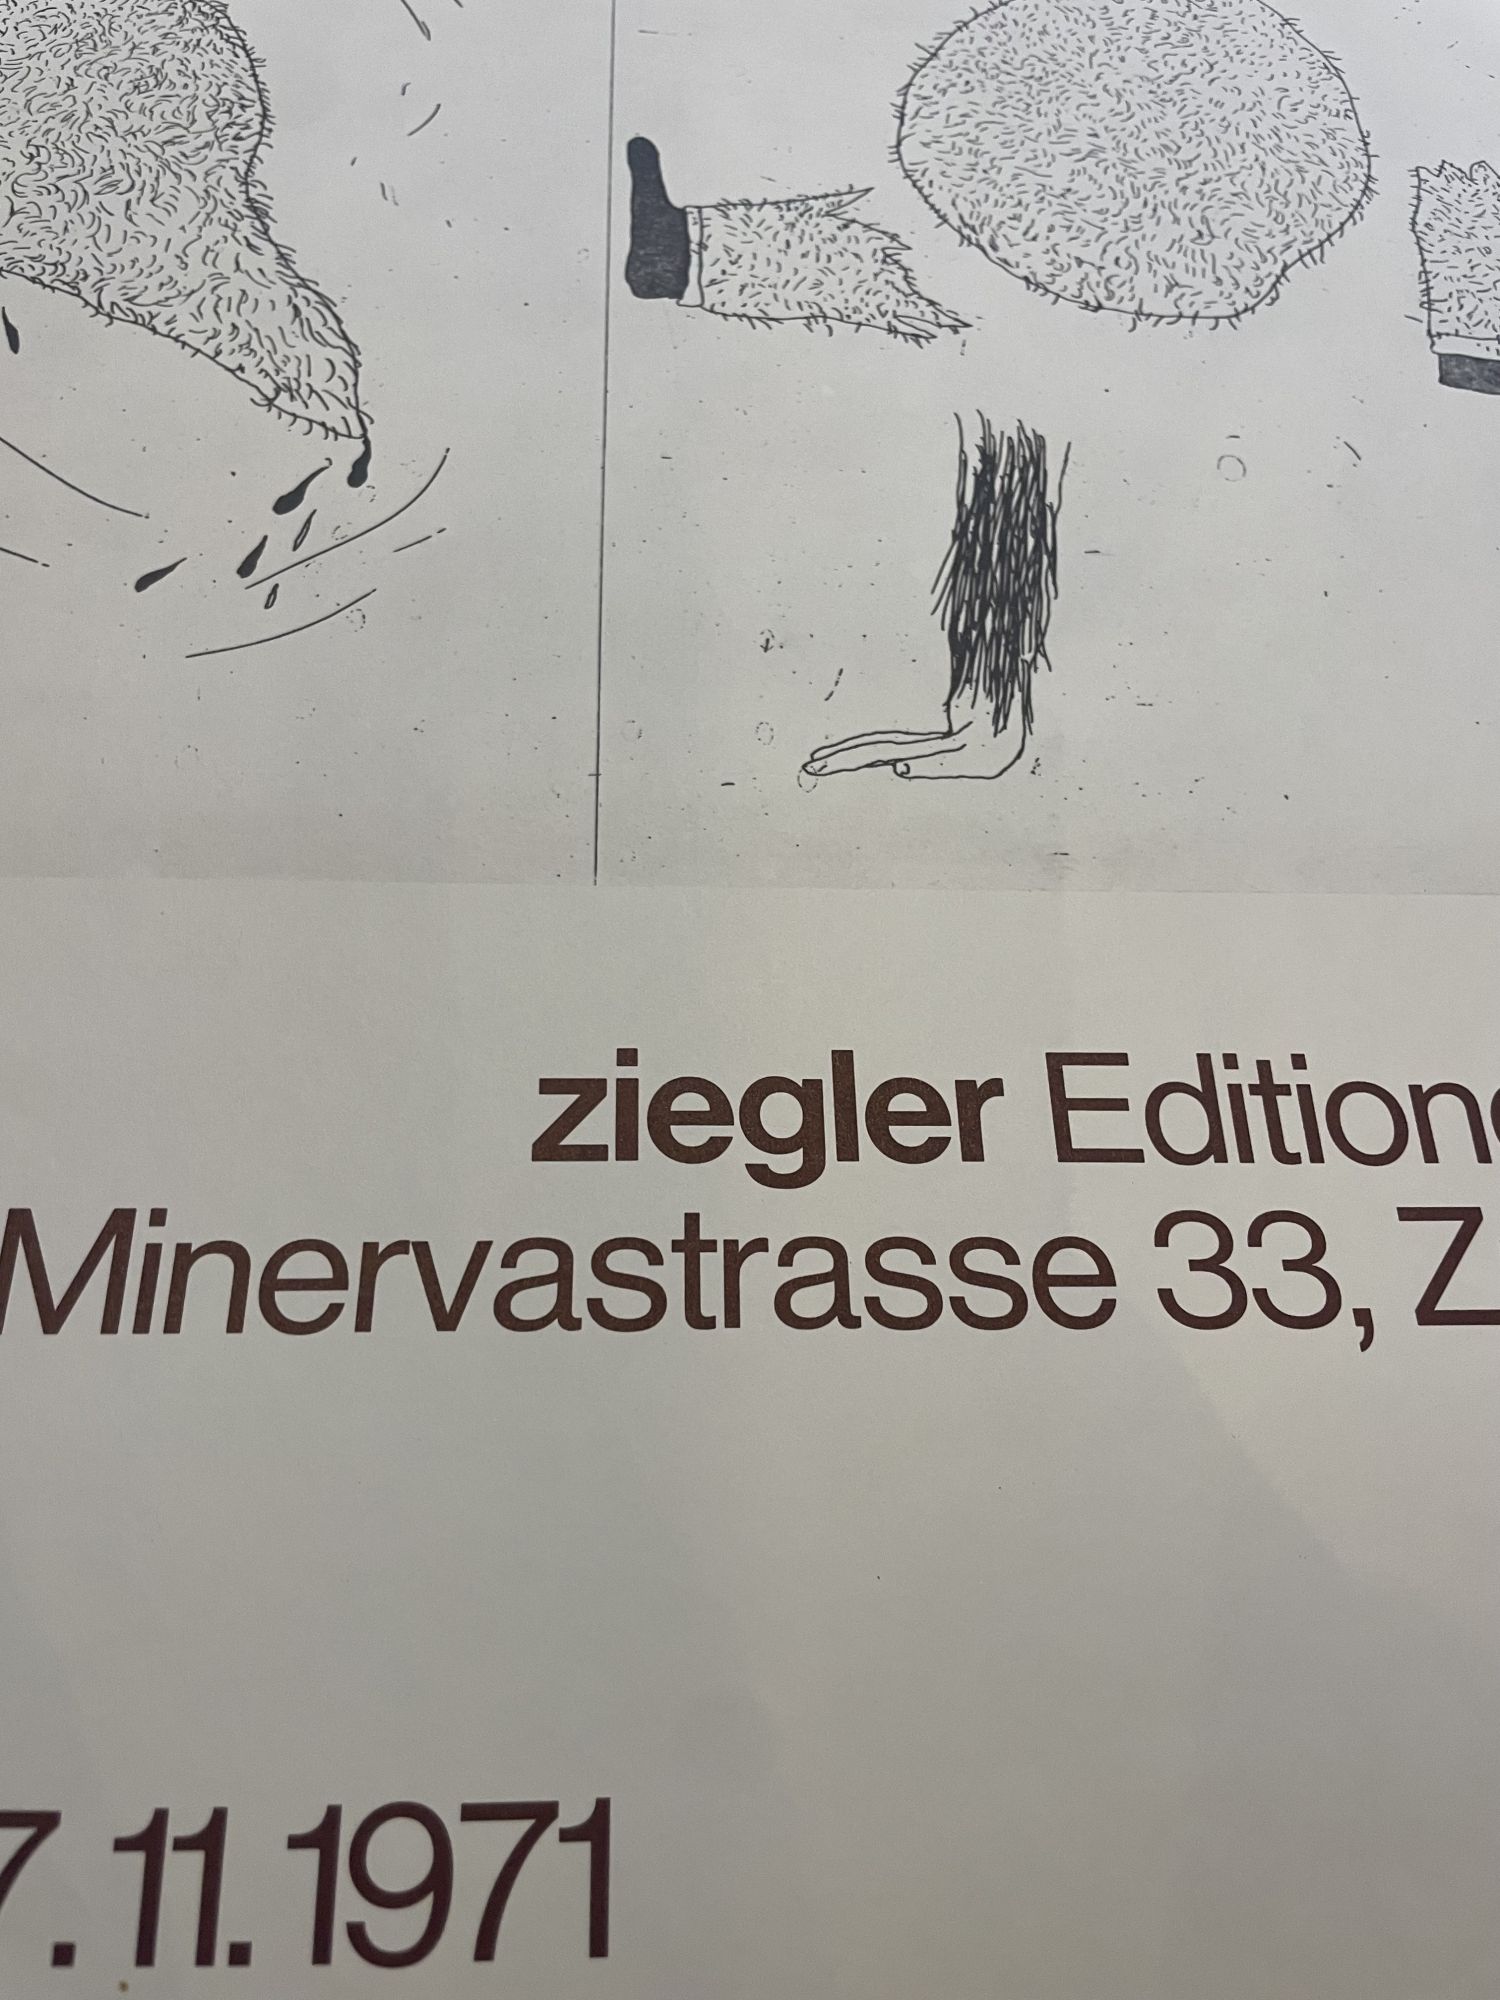 ziegler Edition
Minervastrasse 33, Z
7.11.1971